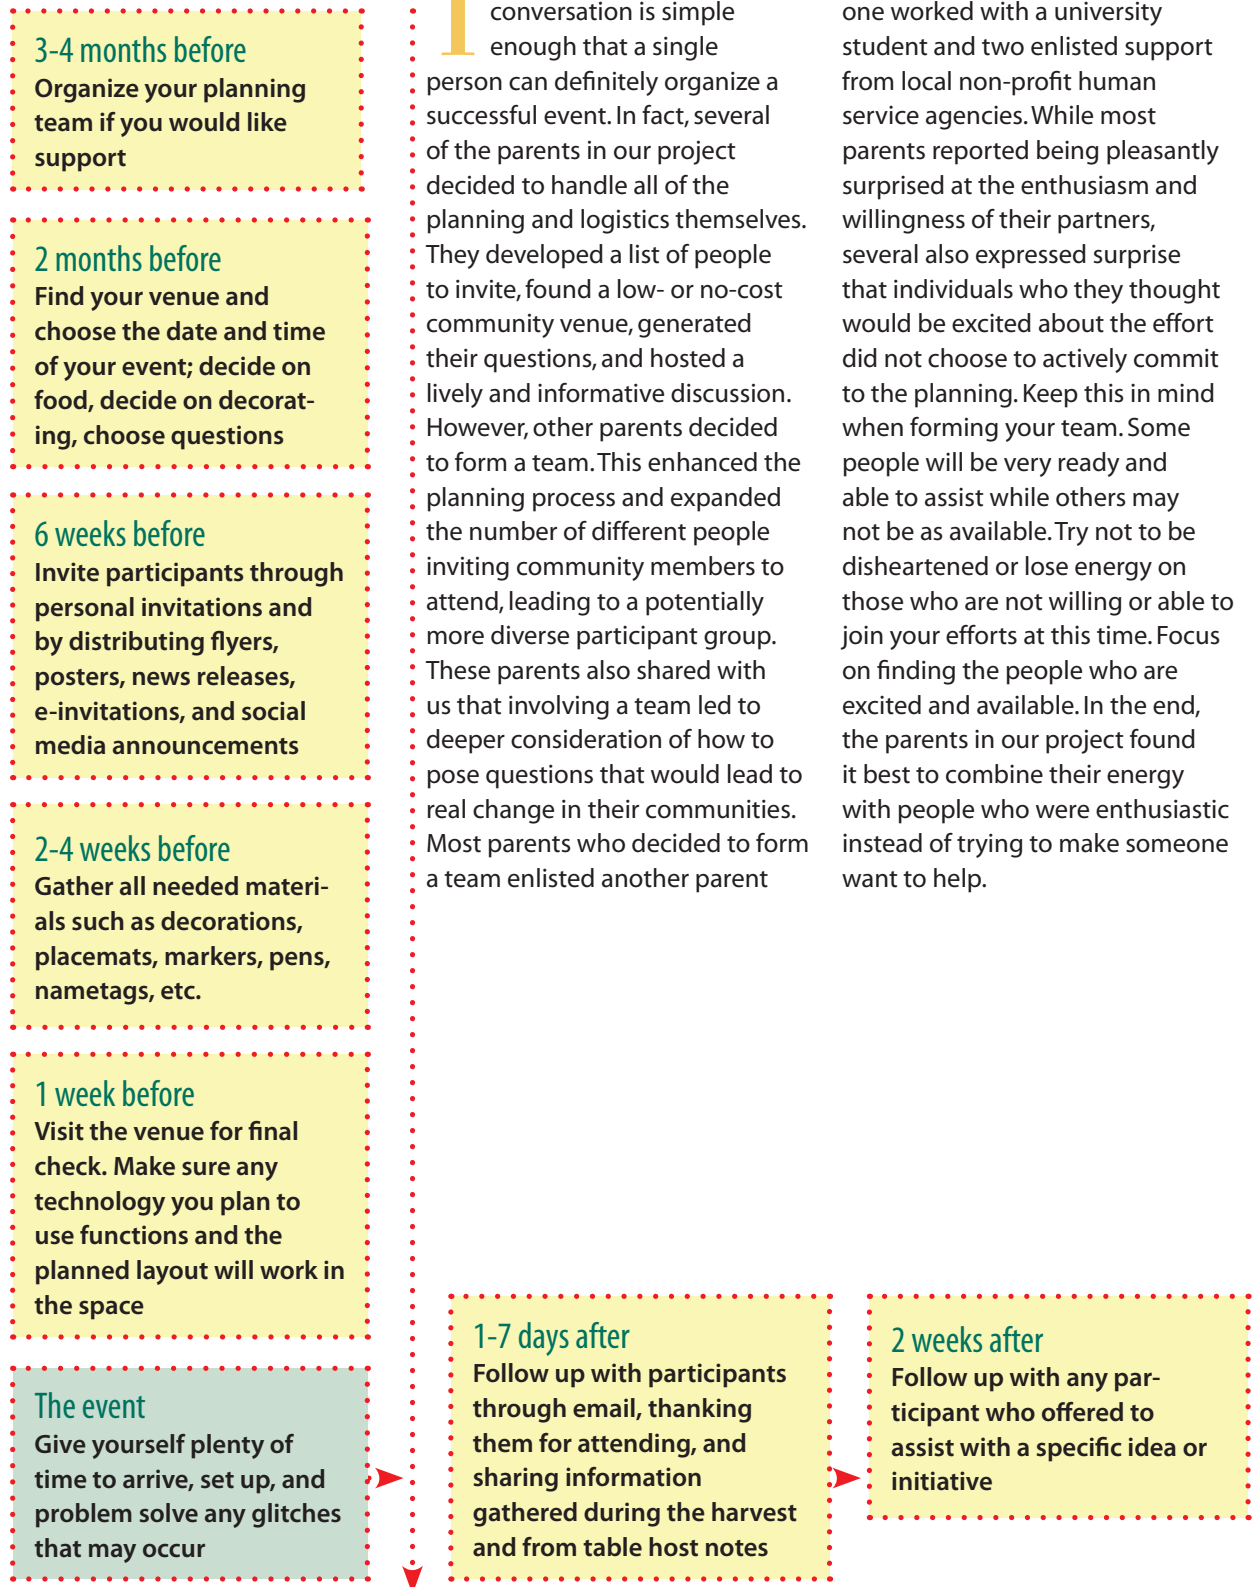 3-4 months before
Organize your planning
team if you would like
support
2 months before
Find your venue and
choose the date and time
of your event; decide on
food, decide on decorat-
ing, choose questions
6 weeks before
Invite participants through
personal invitations and
by distributing flyers,
posters, news releases,
e-invitations, and social
media announcements
2-4 weeks before
Gather all needed materi-
als such as decorations,
placemats, markers, pens,
nametags, etc.
1 week before
Visit the venue for final
check. Make sure any
technology you plan to
use functions and the
planned layout will work in
the space
The event
Give yourself plenty of
time to arrive, set up, and
problem solve any glitches
that may occur
conversation is simple
enough that a single
person can definitely organize a
successful event. In fact, several
of the parents in our project
decided to handle all of the
planning and logistics themselves.
They developed a list of people
to invite, found a low- or no-cost
community venue, generated
their questions, and hosted a
lively and informative discussion.
However, other parents decided
to form a team. This enhanced the
planning process and expanded
the number of different people
inviting community members to
attend, leading to a potentially
more diverse participant group.
These parents also shared with
us that involving a team led to
deeper consideration of how to
pose questions that would lead to
real change in their communities.
Most parents who decided to form
a team enlisted another parent
one worked with a university
student and two enlisted support
from local non-profit human
service agencies. While most
parents reported being pleasantly
surprised at the enthusiasm and
willingness of their partners,
several also expressed surprise
that individuals who they thought
would be excited about the effort
did not choose to actively commit
to the planning. Keep this in mind
when forming your team. Some
people will be very ready and
able to assist while others may
not be as available. Try not to be
disheartened or lose energy on
those who are not willing or able to
join your efforts at this time. Focus
on finding the people who are
excited and available. In the end,
the parents in our project found
it best to combine their energy
with people who were enthusiastic
instead of trying to make someone
want to help.
1-7 days after
Follow up with participants
through email, thanking
them for attending, and
sharing information
gathered during the harvest
and from table host notes
2 weeks after
Follow up with any par-
ticipant who offered to
assist with a specific idea or
initiative